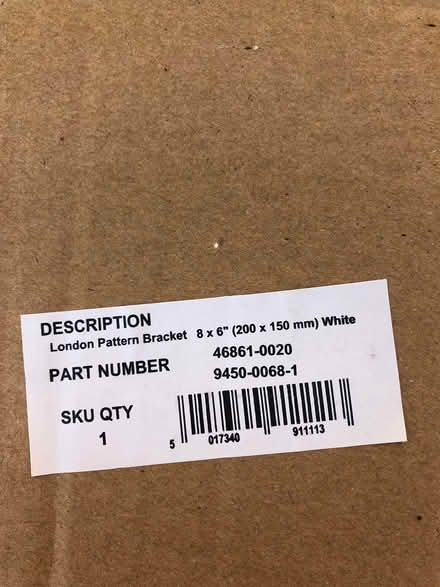 DESCRIPTION
London Pattern Bracket 8 x 6" (200 x 150 mm) White
46861-0020
PART NUMBER 9450-0068-1
SKU QTY
1
5 017340 911113